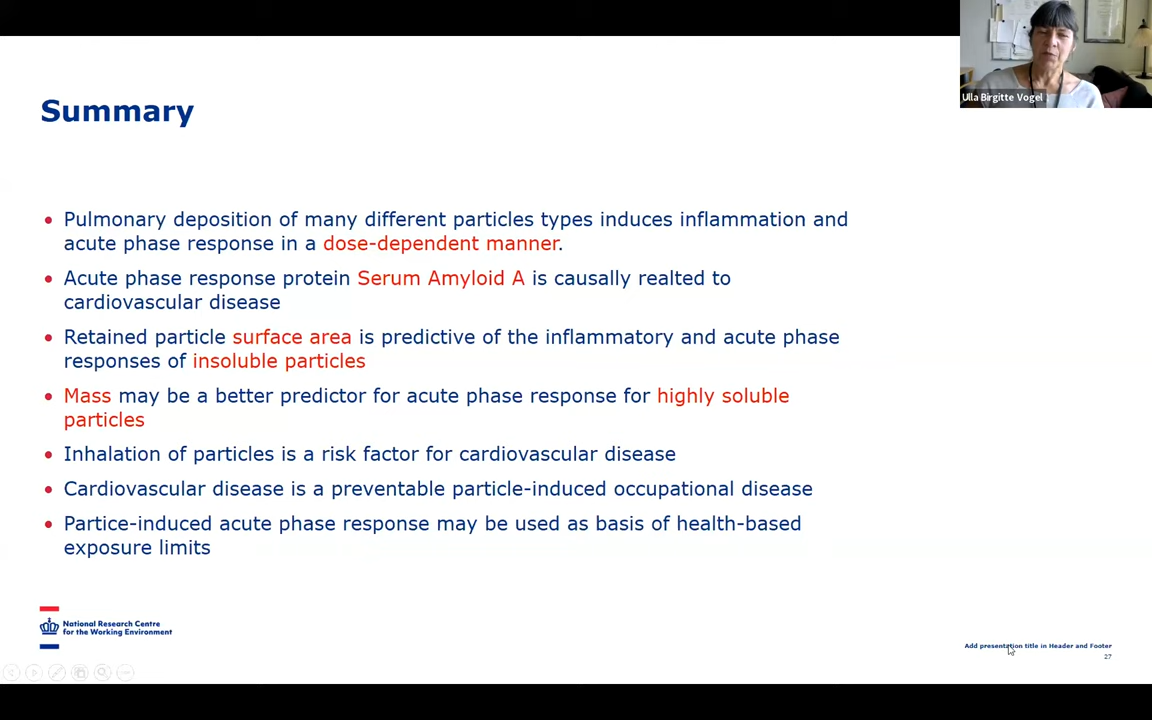 Ulla Birgitte Vogel
Summary
Pulmonary deposition of many different particles types induces inflammation and
acute phase response in a dose-dependent manner.
Acute phase response protein Serum Amyloid A is causally realted to
cardiovascular disease
Retained particle surface area is predictive of the inflammatory and acute phase
responses of insoluble particles
Mass may be a better predictor for acute phase response for highly soluble
particles
Inhalation of particles is a risk factor for cardiovascular disease
Cardiovascular disease is a preventable particle-induced occupational disease
Partice-induced acute phase response may be used as basis of health-based
exposure limits
National Research Centre
for the Working Environment
Add presentation title in Header and Footer
27